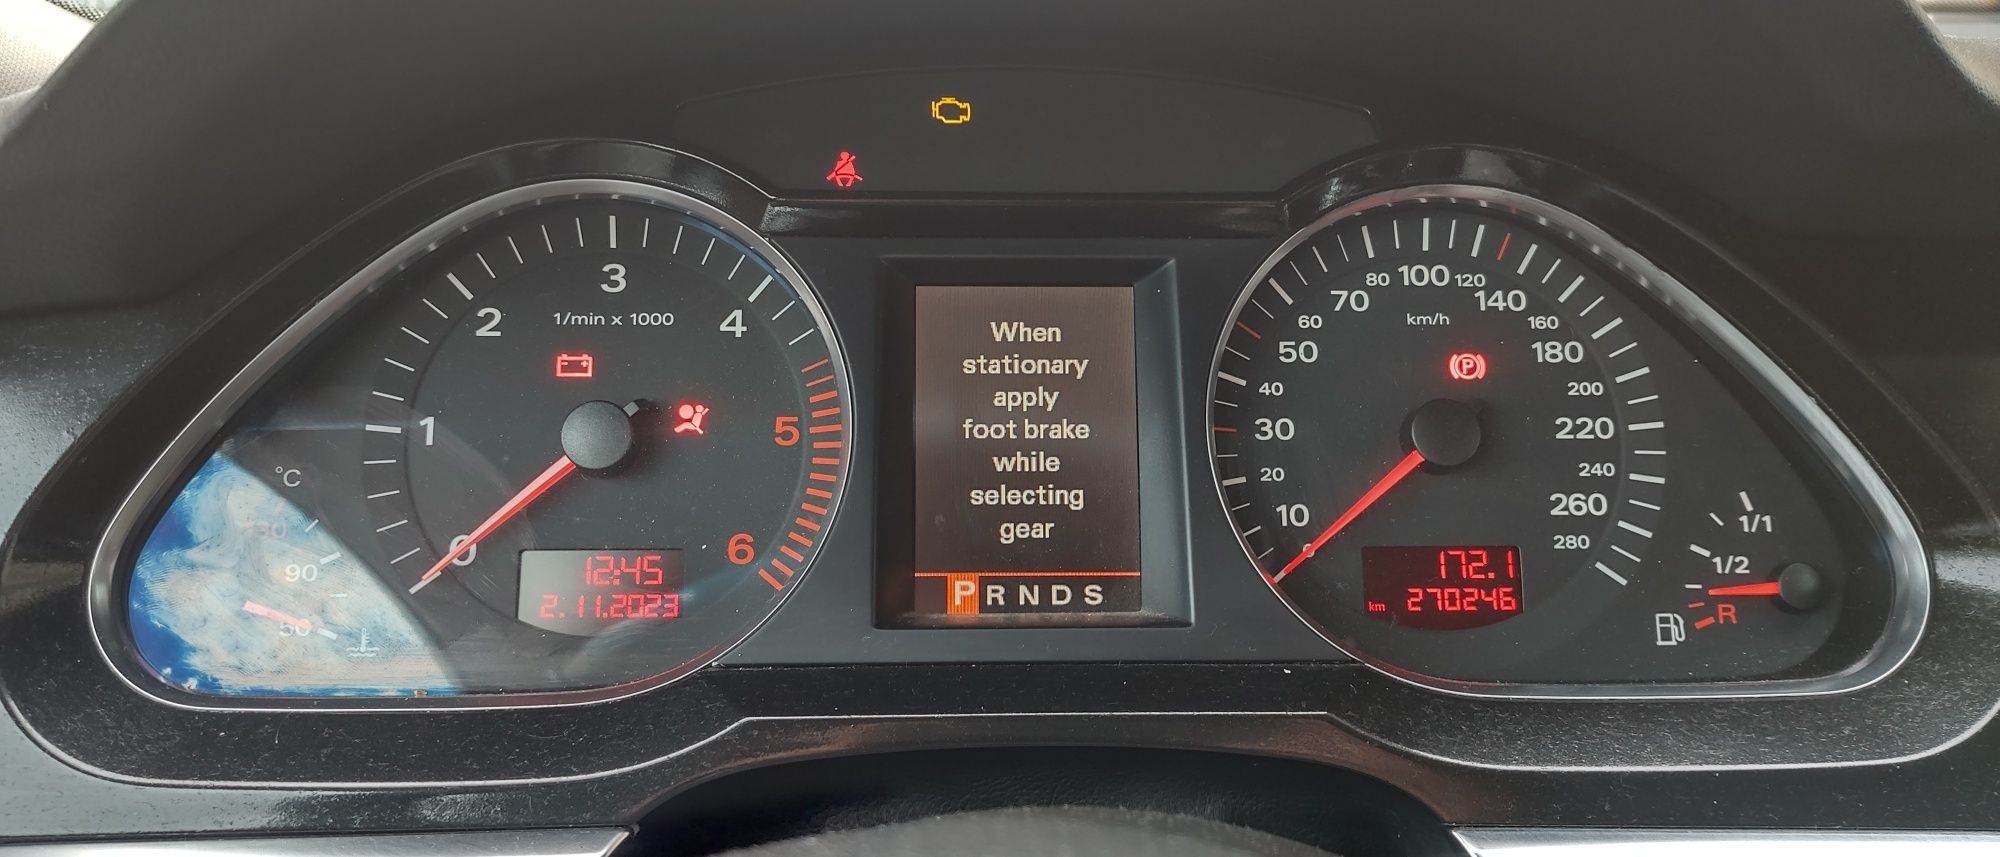 3
2
4
1/min x 1000
1
5
0
6
°C
130
90
50
12:45
2.11.2023
When
stationary
apply
foot brake
while
selecting
gear
P R N D S
80 100 120
70 140
km/h
60 160
50 180
40 200
30 220
20 240
10 260
280
P
172.1
km 270246
1/1
1/2
R